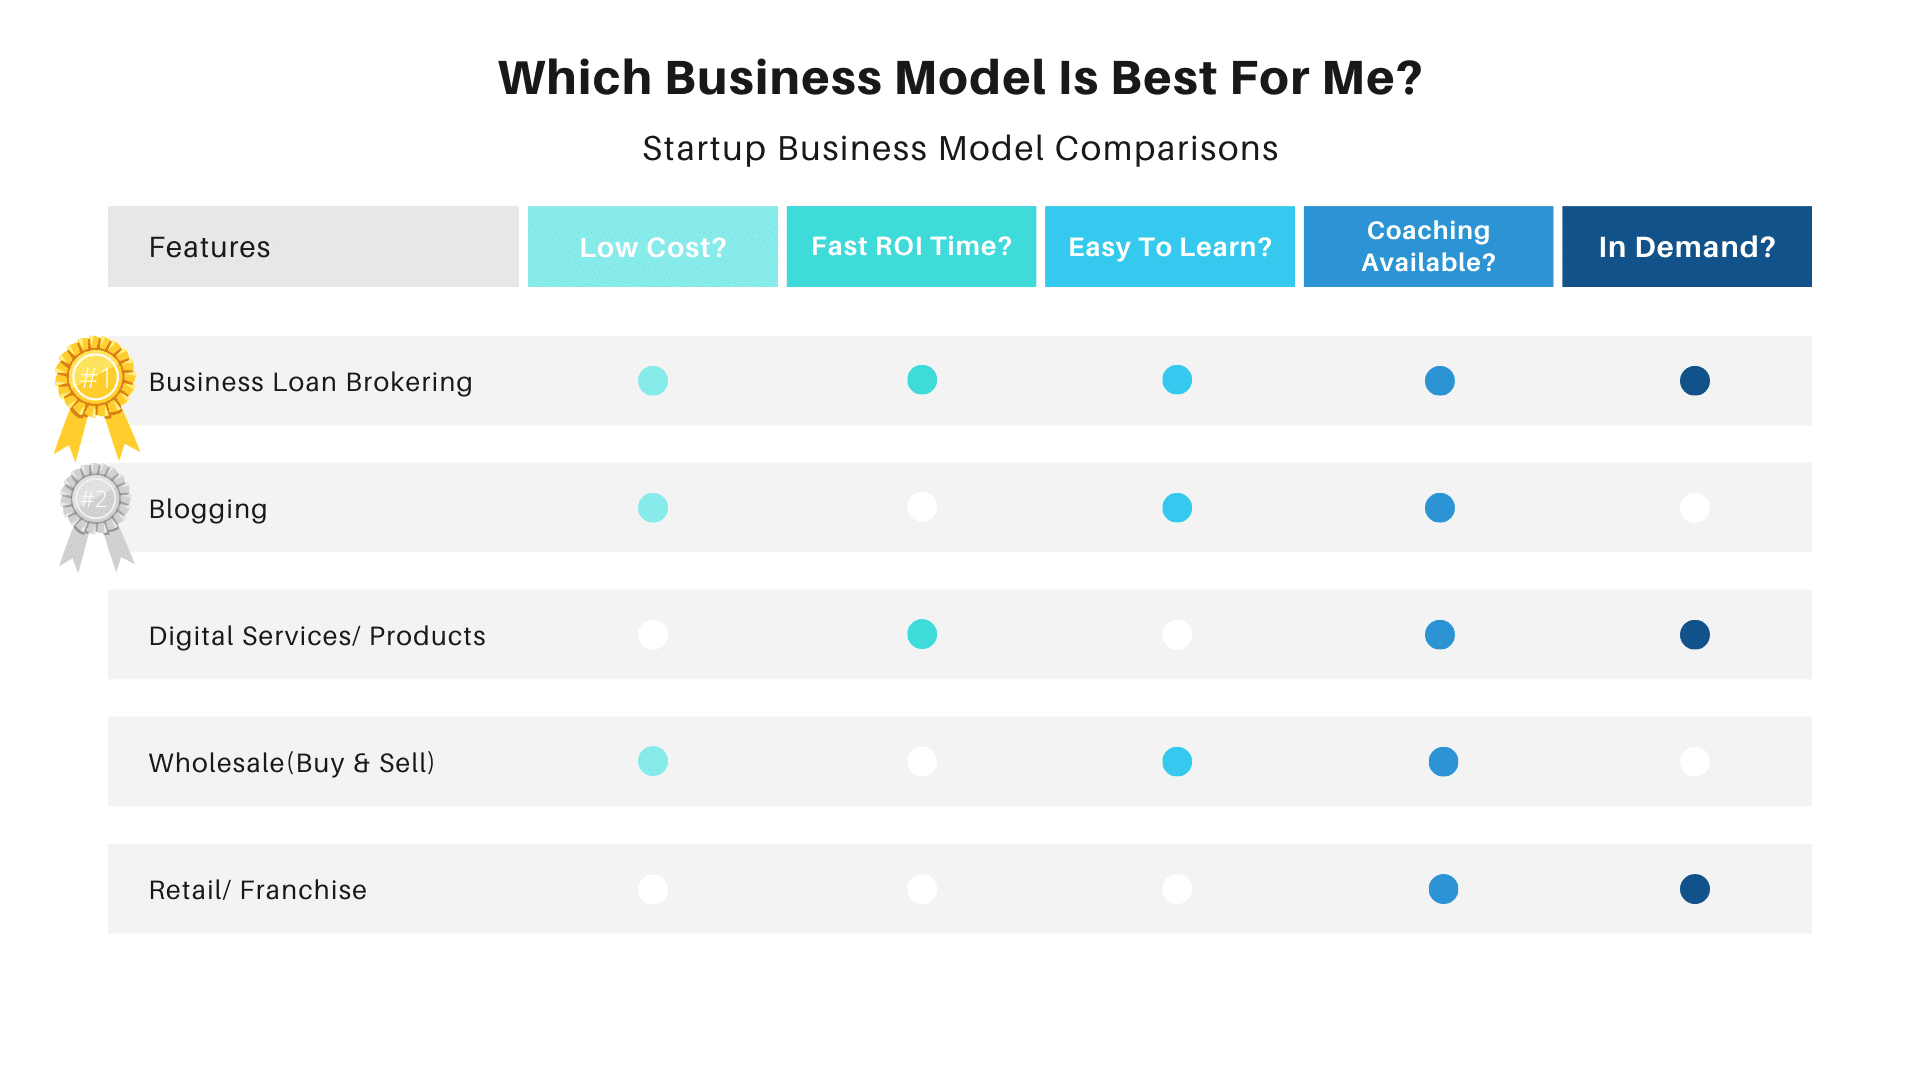 Which Business Model Is Best For Me?
Startup Business Model Comparisons
Features
Low Cost?
Fast ROI Time?
Easy To Learn?
Coaching
Available?
In Demand?
#1
Business Loan Brokering
#2
Blogging
Digital Services/ Products
Wholesale(Buy & Sell)
Retail/ Franchise